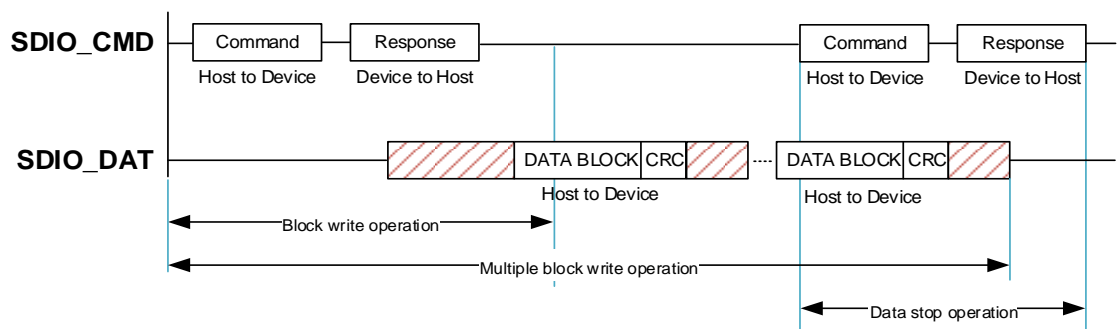 SDIO_CMD
Command
Response
Command
Response
Host to Device
Device to Host
Host to Device
Device to Host
SDIO_DAT
DATA BLOCK
CRC
DATA BLOCK
CRC
Host to Device
Host to Device
Block write operation
Multiple block write operation
Data stop operation